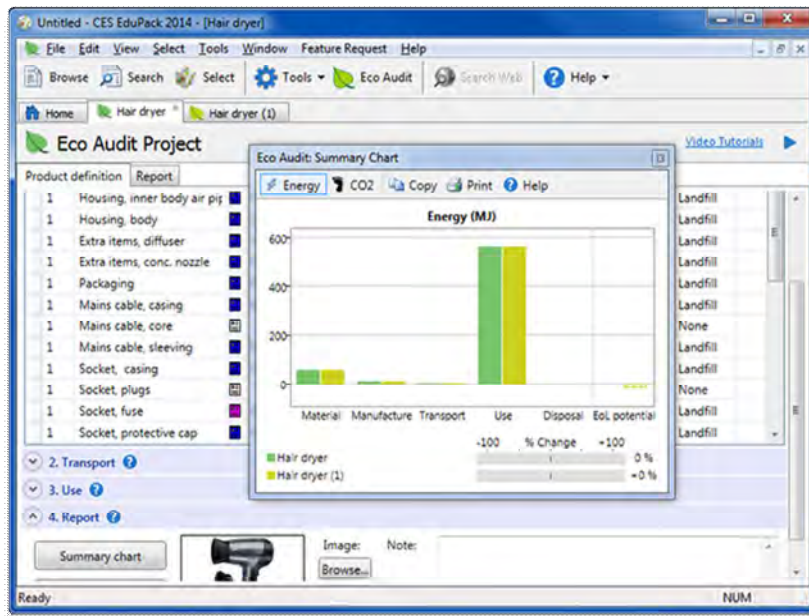 Untitled - CES EduPack 2014 - [Hair dryer]
File Edit View Select Tools Window Feature Request Help
Browse Search Select Tools Eco Audit Search Web Help
Home Hair dryer * Hair dryer (1)
Eco Audit Project Video Tutorials
Product definition Report
1 Housing, inner body air pip Landfill
1 Housing, body Landfill
1 Extra items, diffuser Landfill
1 Extra items, conc. nozzle Landfill
1 Packaging Landfill
1 Mains cable, casing Landfill
1 Mains cable, core None
1 Mains cable, sleeving Landfill
1 Socket, casing Landfill
1 Socket, plugs None
1 Socket, fuse Landfill
1 Socket, protective cap Landfill
Eco Audit: Summary Chart
Energy CO2 Copy Print Help
Energy (MJ)
600
400
200
0
Material Manufacture Transport Use Disposal EoL potential
-100 % Change +100
Hair dryer 0 %
Hair dryer (1) +0 %
2. Transport
3. Use
4. Report
Summary chart
Image: Note:
Browse...
Ready NUM